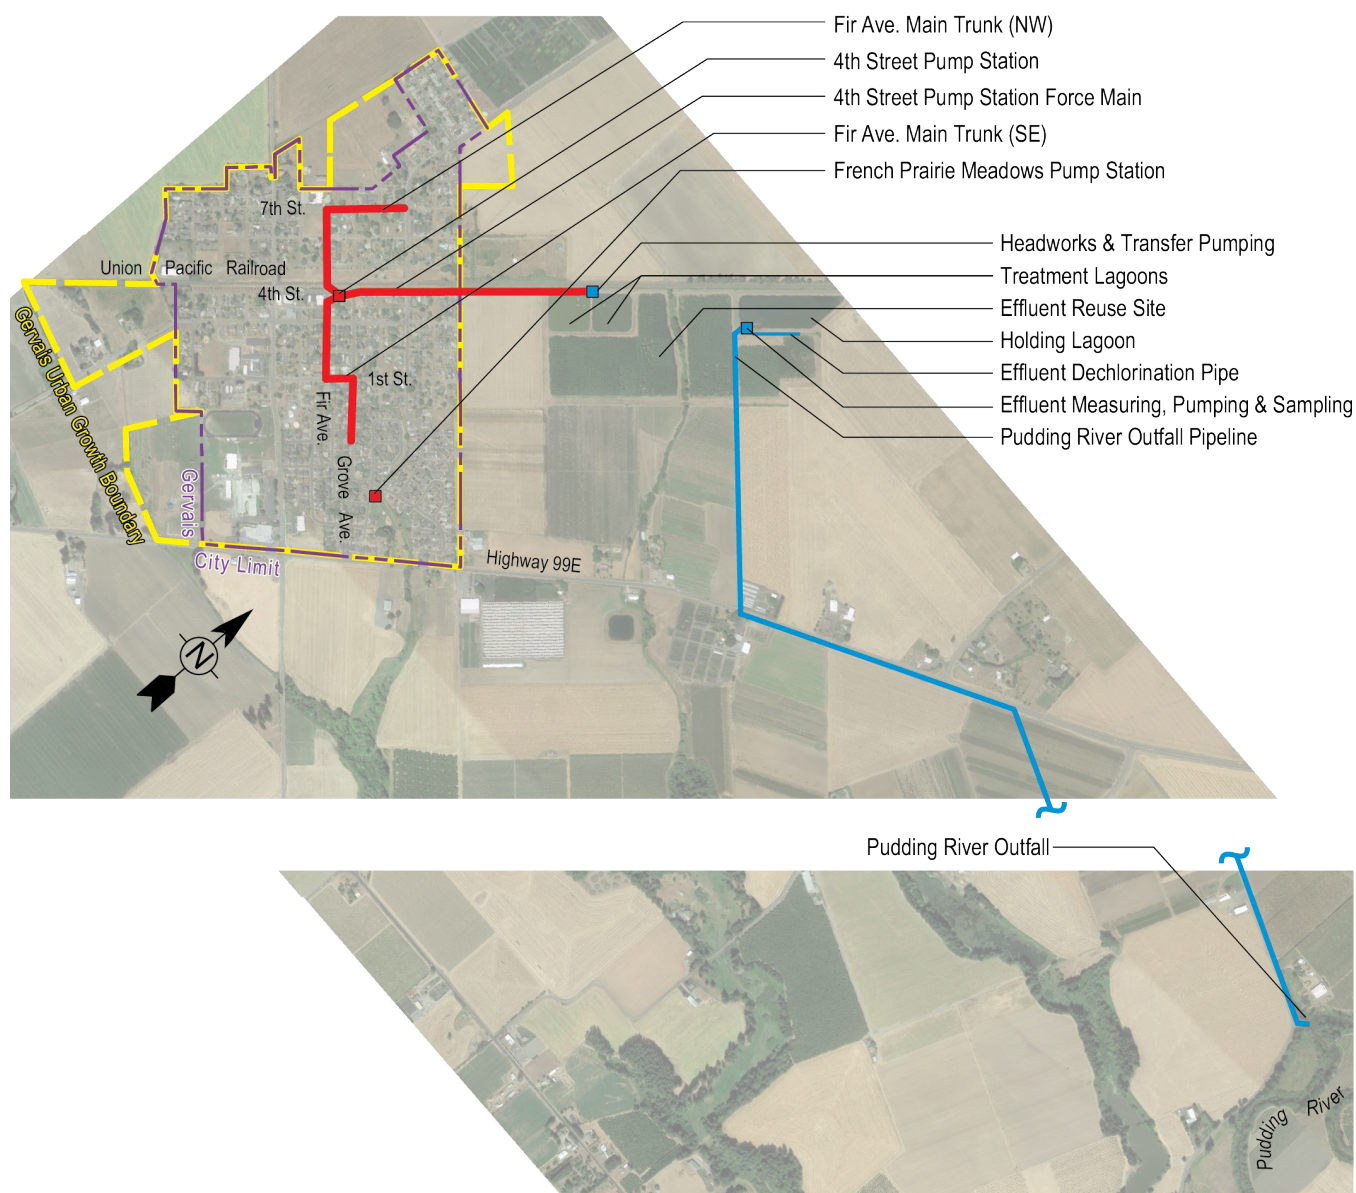 Fir Ave. Main Trunk (NW)
4th Street Pump Station
4th Street Pump Station Force Main
Fir Ave. Main Trunk (SE)
French Prairie Meadows Pump Station
7th St.
Headworks & Transfer Pumping
Union Pacific Railroad
Treatment Lagoons
4th St.
Effluent Reuse Site
Holding Lagoon
Effluent Dechlorination Pipe
1st St.
Effluent Measuring, Pumping & Sampling
Pudding River Outfall Pipeline
Gervais Urban Growth Boundary
Fir Ave.
Grove Ave.
Gervais
City Limit
Highway 99E
N
Pudding River Outfall
Pudding River